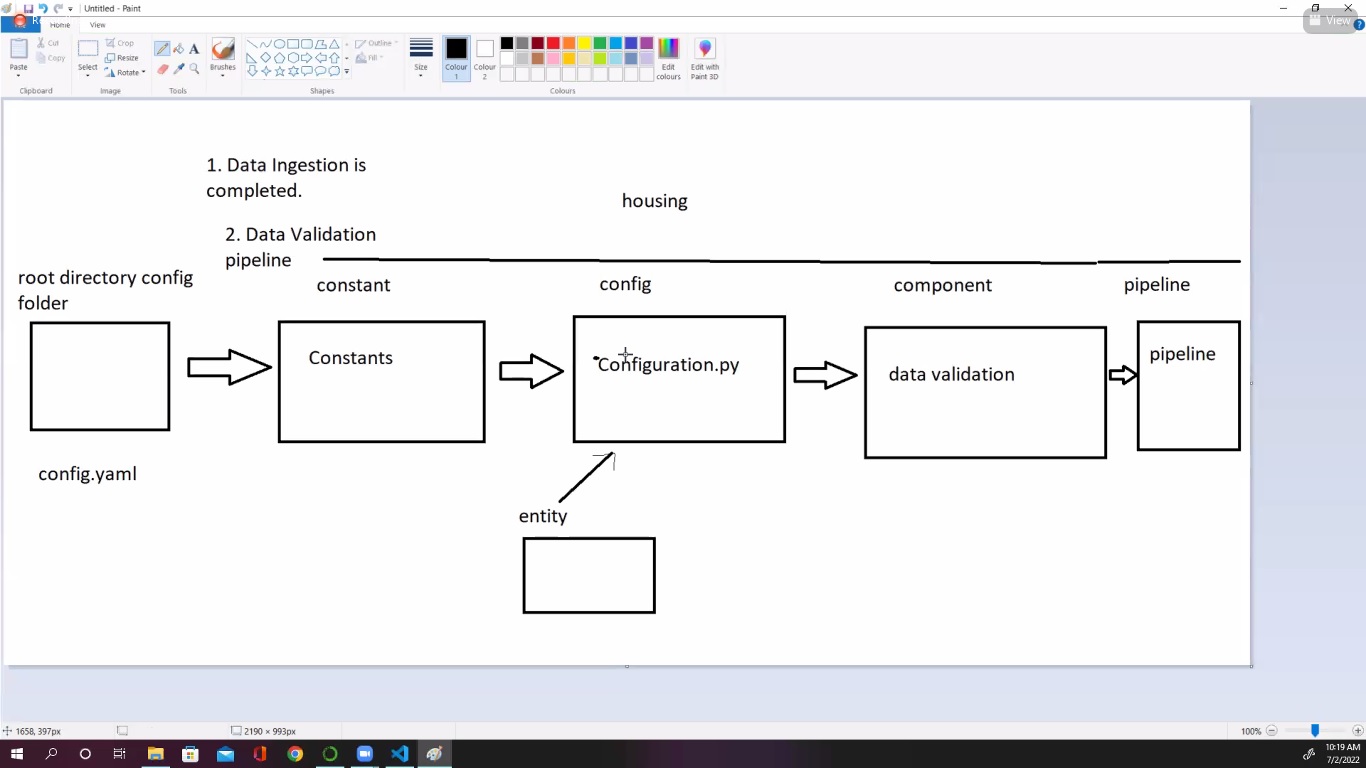 Untitled - Paint
View
Home
View
Paste
Cut
Copy
Clipboard
Select
Crop
Resize
Rotate
Image
A
Tools
Brushes
Shapes
Outline
Fill
Size
Colour
1
Colour
2
Edit
colours
Edit with
Paint 3D
Colours
1. Data Ingestion is
completed.
housing
2. Data Validation
pipeline
root directory config
folder
constant
config
component
pipeline
Constants
Configuration.py
data validation
pipeline
config.yaml
entity
1658, 397px
2190 × 993px
100%
10:19 AM
7/2/2022